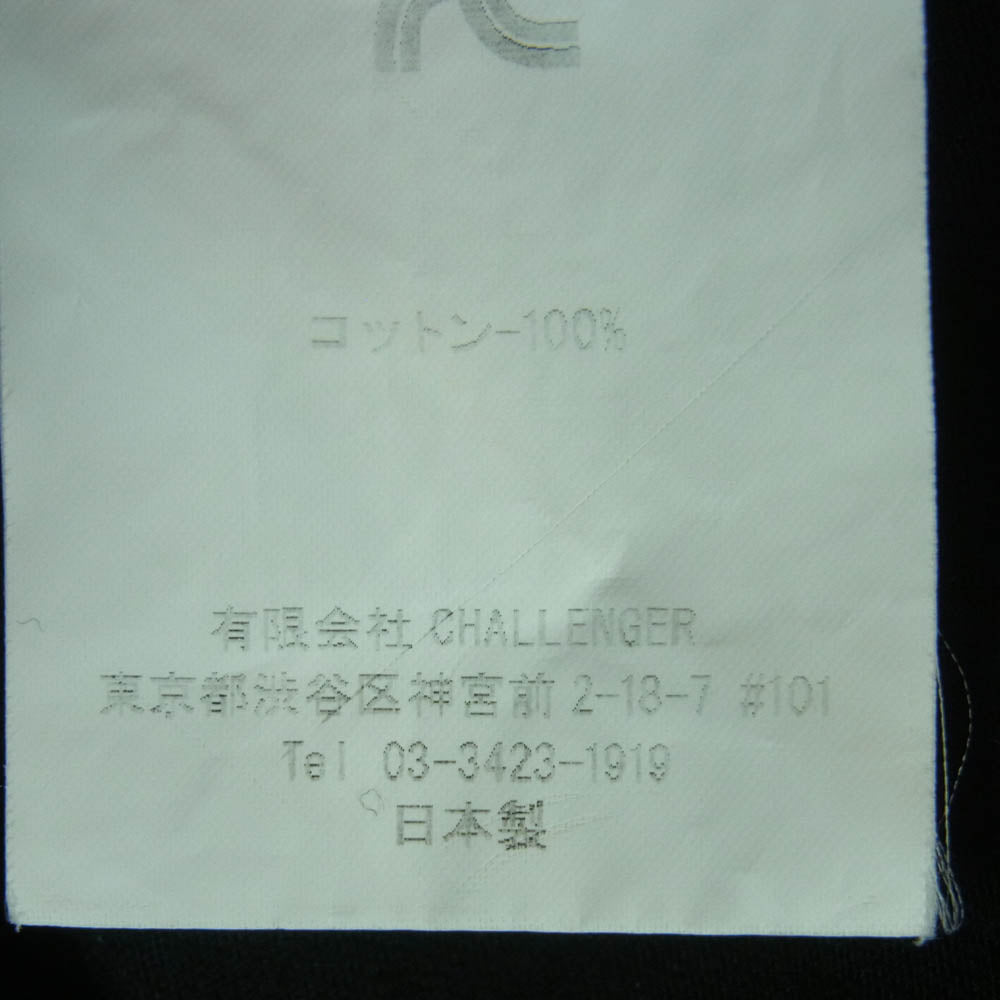 コットン-100%
有限会社 CHALLENGER
東京都渋谷区神宮前 2-18-7 #101
Tel 03-3423-1919
日本製